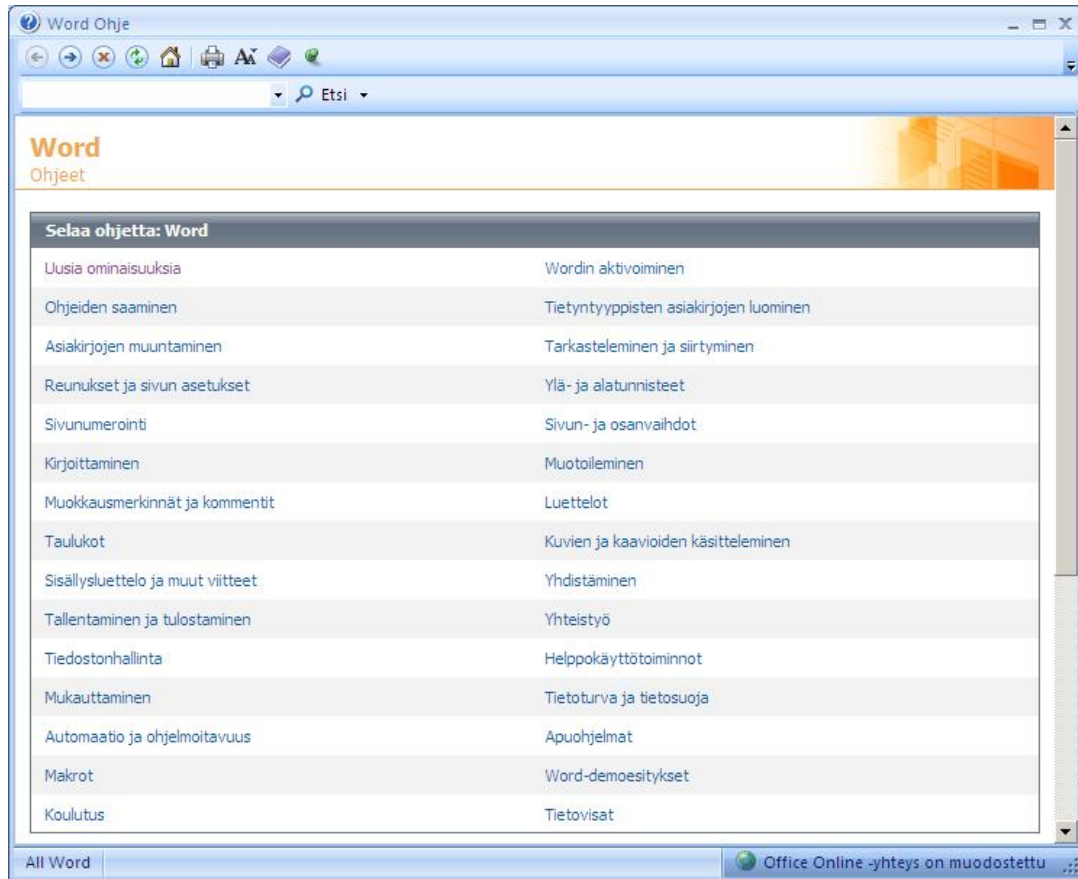 Word Ohje
Etsi
Word
Ohjeet
Selaa ohjetta: Word
Uusia ominaisuuksia Wordin aktivoiminen
Ohjeiden saaminen Tietyntyyppisten asiakirjojen luominen
Asiakirjojen muuntaminen Tarkasteleminen ja siirtyminen
Reunukset ja sivun asetukset Ylä- ja alatunnisteet
Sivunumerointi Sivun- ja osanvaihdot
Kirjoittaminen Muotoileminen
Muokkausmerkinnät ja kommentit Luettelot
Taulukot Kuvien ja kaavioiden käsitteleminen
Sisällysluettelo ja muut viitteet Yhdistäminen
Tallentaminen ja tulostaminen Yhteistyö
Tiedostonhallinta Helppokäyttötoiminnot
Mukauttaminen Tietoturva ja tietosuoja
Automaatio ja ohjelmoitavuus Apuohjelmat
Makrot Word-demoesitykset
Koulutus Tietovisat
All Word Office Online -yhteys on muodostettu